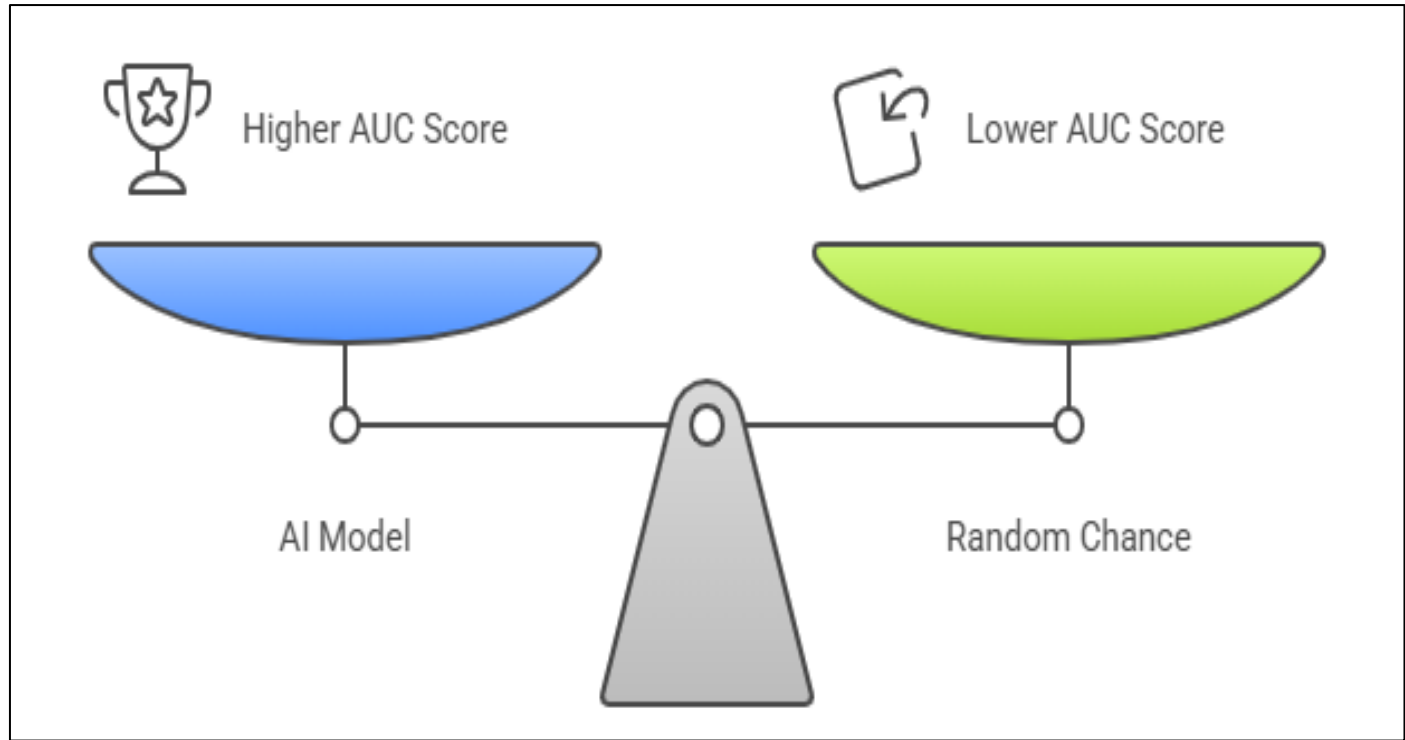 Higher AUC Score
Lower AUC Score
AI Model
Random Chance